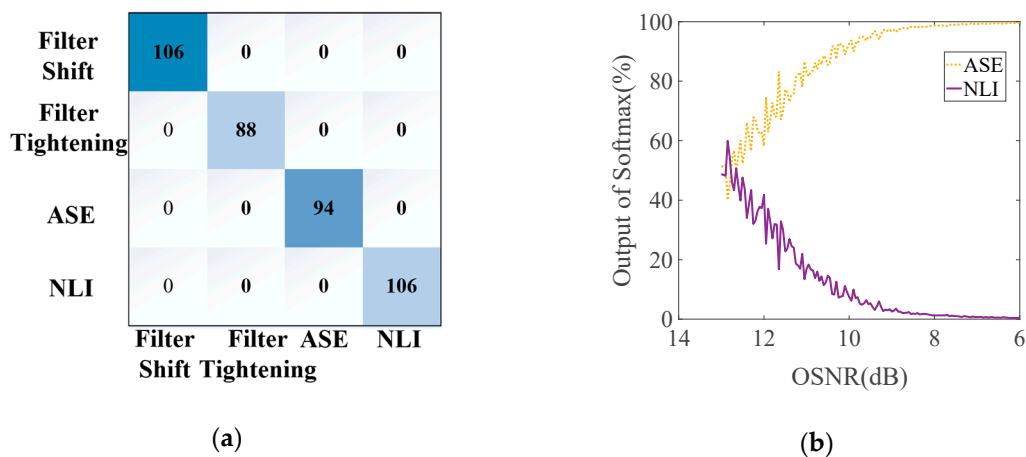 Filter
Shift
106 0 0 0
Filter
Tightening
0 88 0 0
ASE
0 0 94 0
NLI
0 0 0 106
Filter Filter ASE NLI
Shift Tightening
(a)
100
80
60
40
20
0
Output of Softmax(%)
14 12 10 8 6
OSNR(dB)
ASE
NLI
(b)